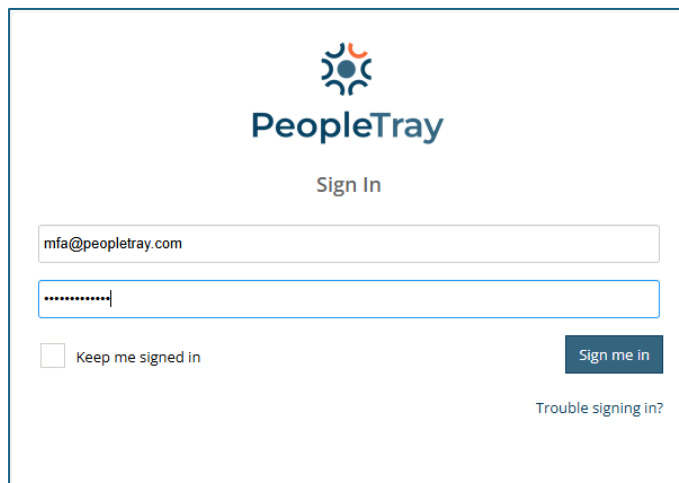 PeopleTray
Sign In
mfa@peopletray.com
•••••••••••••
Keep me signed in
Sign me in
Trouble signing in?